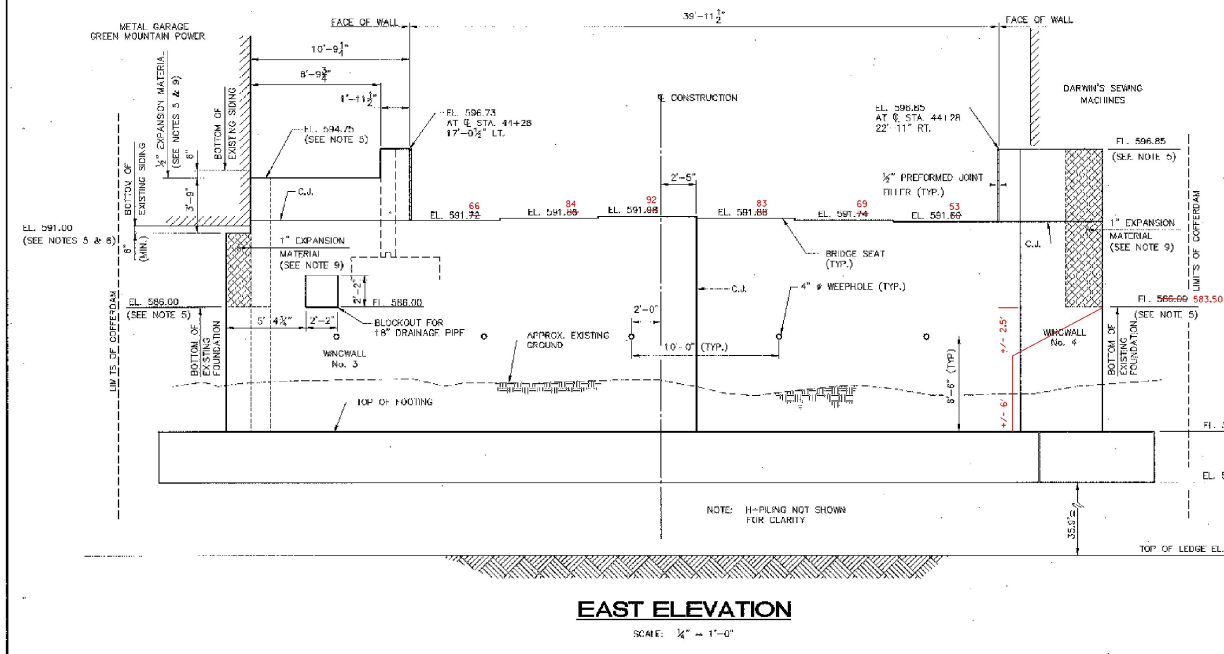 METAL GARAGE
GREEN MOUNTAIN POWER
FACE OF WALL
39'-11½"
FACE OF WALL
10'-9¼"
8'-9¾"
1'-11½"
½" EXPANSION MATERIAL
(SEE NOTES 5 & 9)
BOTTOM OF
EXISTING SIDING
8"
3'-9"
BOTTOM OF
EXISTING SIDING
EL. 594.75
(SEE NOTE 5)
EL. 596.73
AT ℄ STA. 44+28
17'-0½" LT.
℄ CONSTRUCTION
EL. 596.85
AT ℄ STA. 44+28
22'-11" RT.
DARWIN'S SEWING
MACHINES
EL. 596.85
(SEE NOTE 5)
½" PREFORMED JOINT
FILLER (TYP.)
C.J.
2'-5"
66 84 92 83 69 53
EL. 591.72 EL. 591.86 EL. 591.98 EL. 591.88 EL. 591.74 EL. 591.60
EL. 591.00
(SEE NOTES 5 & 6)
6"
(MIN.)
1" EXPANSION
MATERIAL
(SEE NOTE 9)
BRIDGE SEAT
(TYP.)
C.J.
1" EXPANSION
MATERIAL
(SEE NOTE 9)
C.J.
4" ø WEEPHOLE (TYP.)
LIMITS OF COFFERDAM
LIMITS OF COFFERDAM
EL. 586.00
(SEE NOTE 5)
2'-2"
EL. 586.00
5'-4¾"
2'-2"
BLOCKOUT FOR
18" DRAINAGE PIPE
2'-0"
10'-0" (TYP.)
EL. 586.00 583.50
(SEE NOTE 5)
BOTTOM OF
EXISTING
FOUNDATION
WINGWALL
No. 3
APPROX. EXISTING
GROUND
8'-6" (TYP)
+/- 2.5'
+/- 6'
WINGWALL
No. 4
BOTTOM OF
EXISTING
FOUNDATION
TOP OF FOOTING
NOTE: H-PILING NOT SHOWN
FOR CLARITY
35.9'±
TOP OF LEDGE EL.
EAST ELEVATION
SCALE: ¼" = 1'-0"